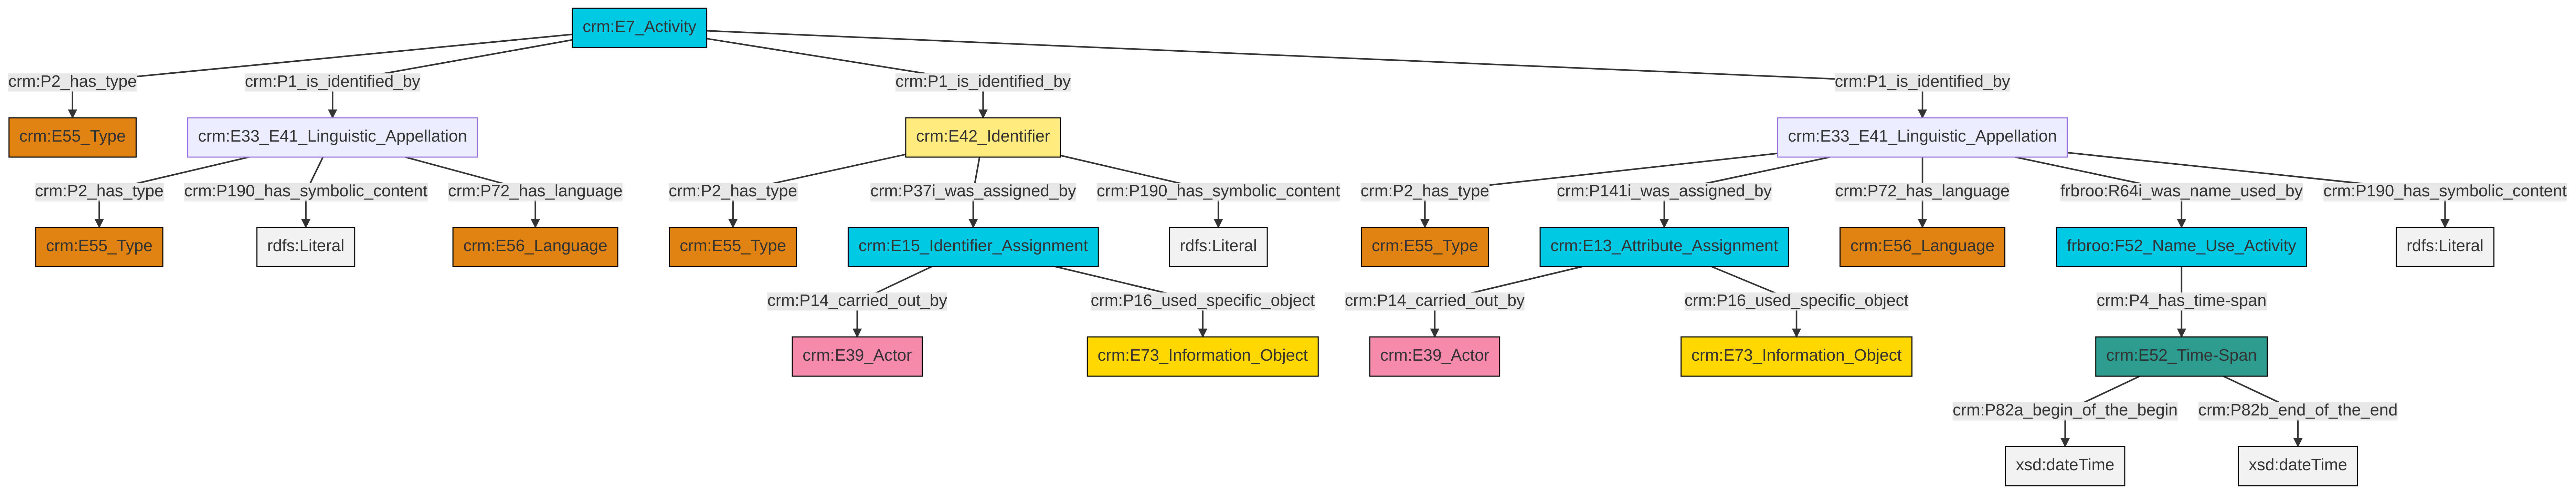 crm:E7_Activity
crm:P2_has_type
crm:P1_is_identified_by
crm:P1_is_identified_by
crm:P1_is_identified_by
crm:E55_Type
crm:E33_E41_Linguistic_Appellation
crm:E42_Identifier
crm:E33_E41_Linguistic_Appellation
crm:P2_has_type
crm:P190_has_symbolic_content
crm:P72_has_language
crm:P2_has_type
crm:P37i_was_assigned_by
crm:P190_has_symbolic_content
crm:P2_has_type
crm:P141i_was_assigned_by
crm:P72_has_language
frbroo:R64i_was_name_used_by
crm:P190_has_symbolic_content
crm:E55_Type
rdfs:Literal
crm:E56_Language
crm:E55_Type
crm:E15_Identifier_Assignment
rdfs:Literal
crm:E55_Type
crm:E13_Attribute_Assignment
crm:E56_Language
frbroo:F52_Name_Use_Activity
rdfs:Literal
crm:P14_carried_out_by
crm:P16_used_specific_object
crm:P14_carried_out_by
crm:P16_used_specific_object
crm:P4_has_time-span
crm:E39_Actor
crm:E73_Information_Object
crm:E39_Actor
crm:E73_Information_Object
crm:E52_Time-Span
crm:P82a_begin_of_the_begin
crm:P82b_end_of_the_end
xsd:dateTime
xsd:dateTime